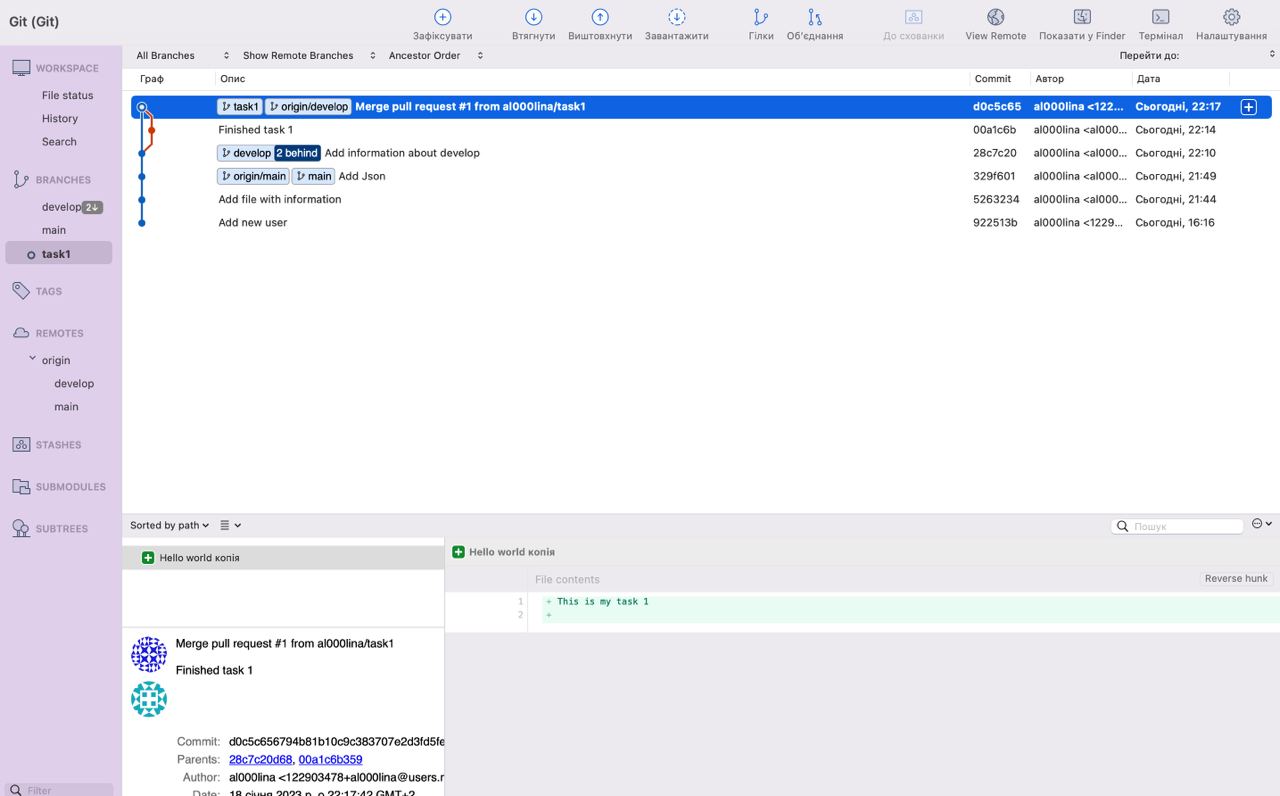 Git (Git)
Зафіксувати
Втягнути
Виштовхнути
Завантажити
Гілки
Об'єднання
До схованки
View Remote
Показати у Finder
Термінал
Налаштування
WORKSPACE
File status
History
Search
BRANCHES
develop 2↓
main
task1
TAGS
REMOTES
origin
develop
main
STASHES
SUBMODULES
SUBTREES
Filter
All Branches Show Remote Branches Ancestor Order Перейти до:
Граф Опис Commit Автор Дата
task1 origin/develop Merge pull request #1 from al000lina/task1 d0c5c65 al000lina <122... Сьогодні, 22:17
Finished task 1 00a1c6b al000lina <al000... Сьогодні, 22:14
develop 2 behind Add information about develop 28c7c20 al000lina <al000... Сьогодні, 22:10
origin/main main Add Json 329f601 al000lina <al000... Сьогодні, 21:49
Add file with information 5263234 al000lina <al000... Сьогодні, 21:44
Add new user 922513b al000lina <1229... Сьогодні, 16:16
Sorted by path Пошук
Hello world копія
Merge pull request #1 from al000lina/task1
Finished task 1
Commit: d0c5c656794b81b10c9c383707e2d3fd5fe
Parents: 28c7c20d68, 00a1c6b359
Author: al000lina <122903478+al000lina@users.r
Date: 18 січня 2023 р. о 22:17:42 GMT+2
Hello world копія
File contents Reverse hunk
1 + This is my task 1
2 +